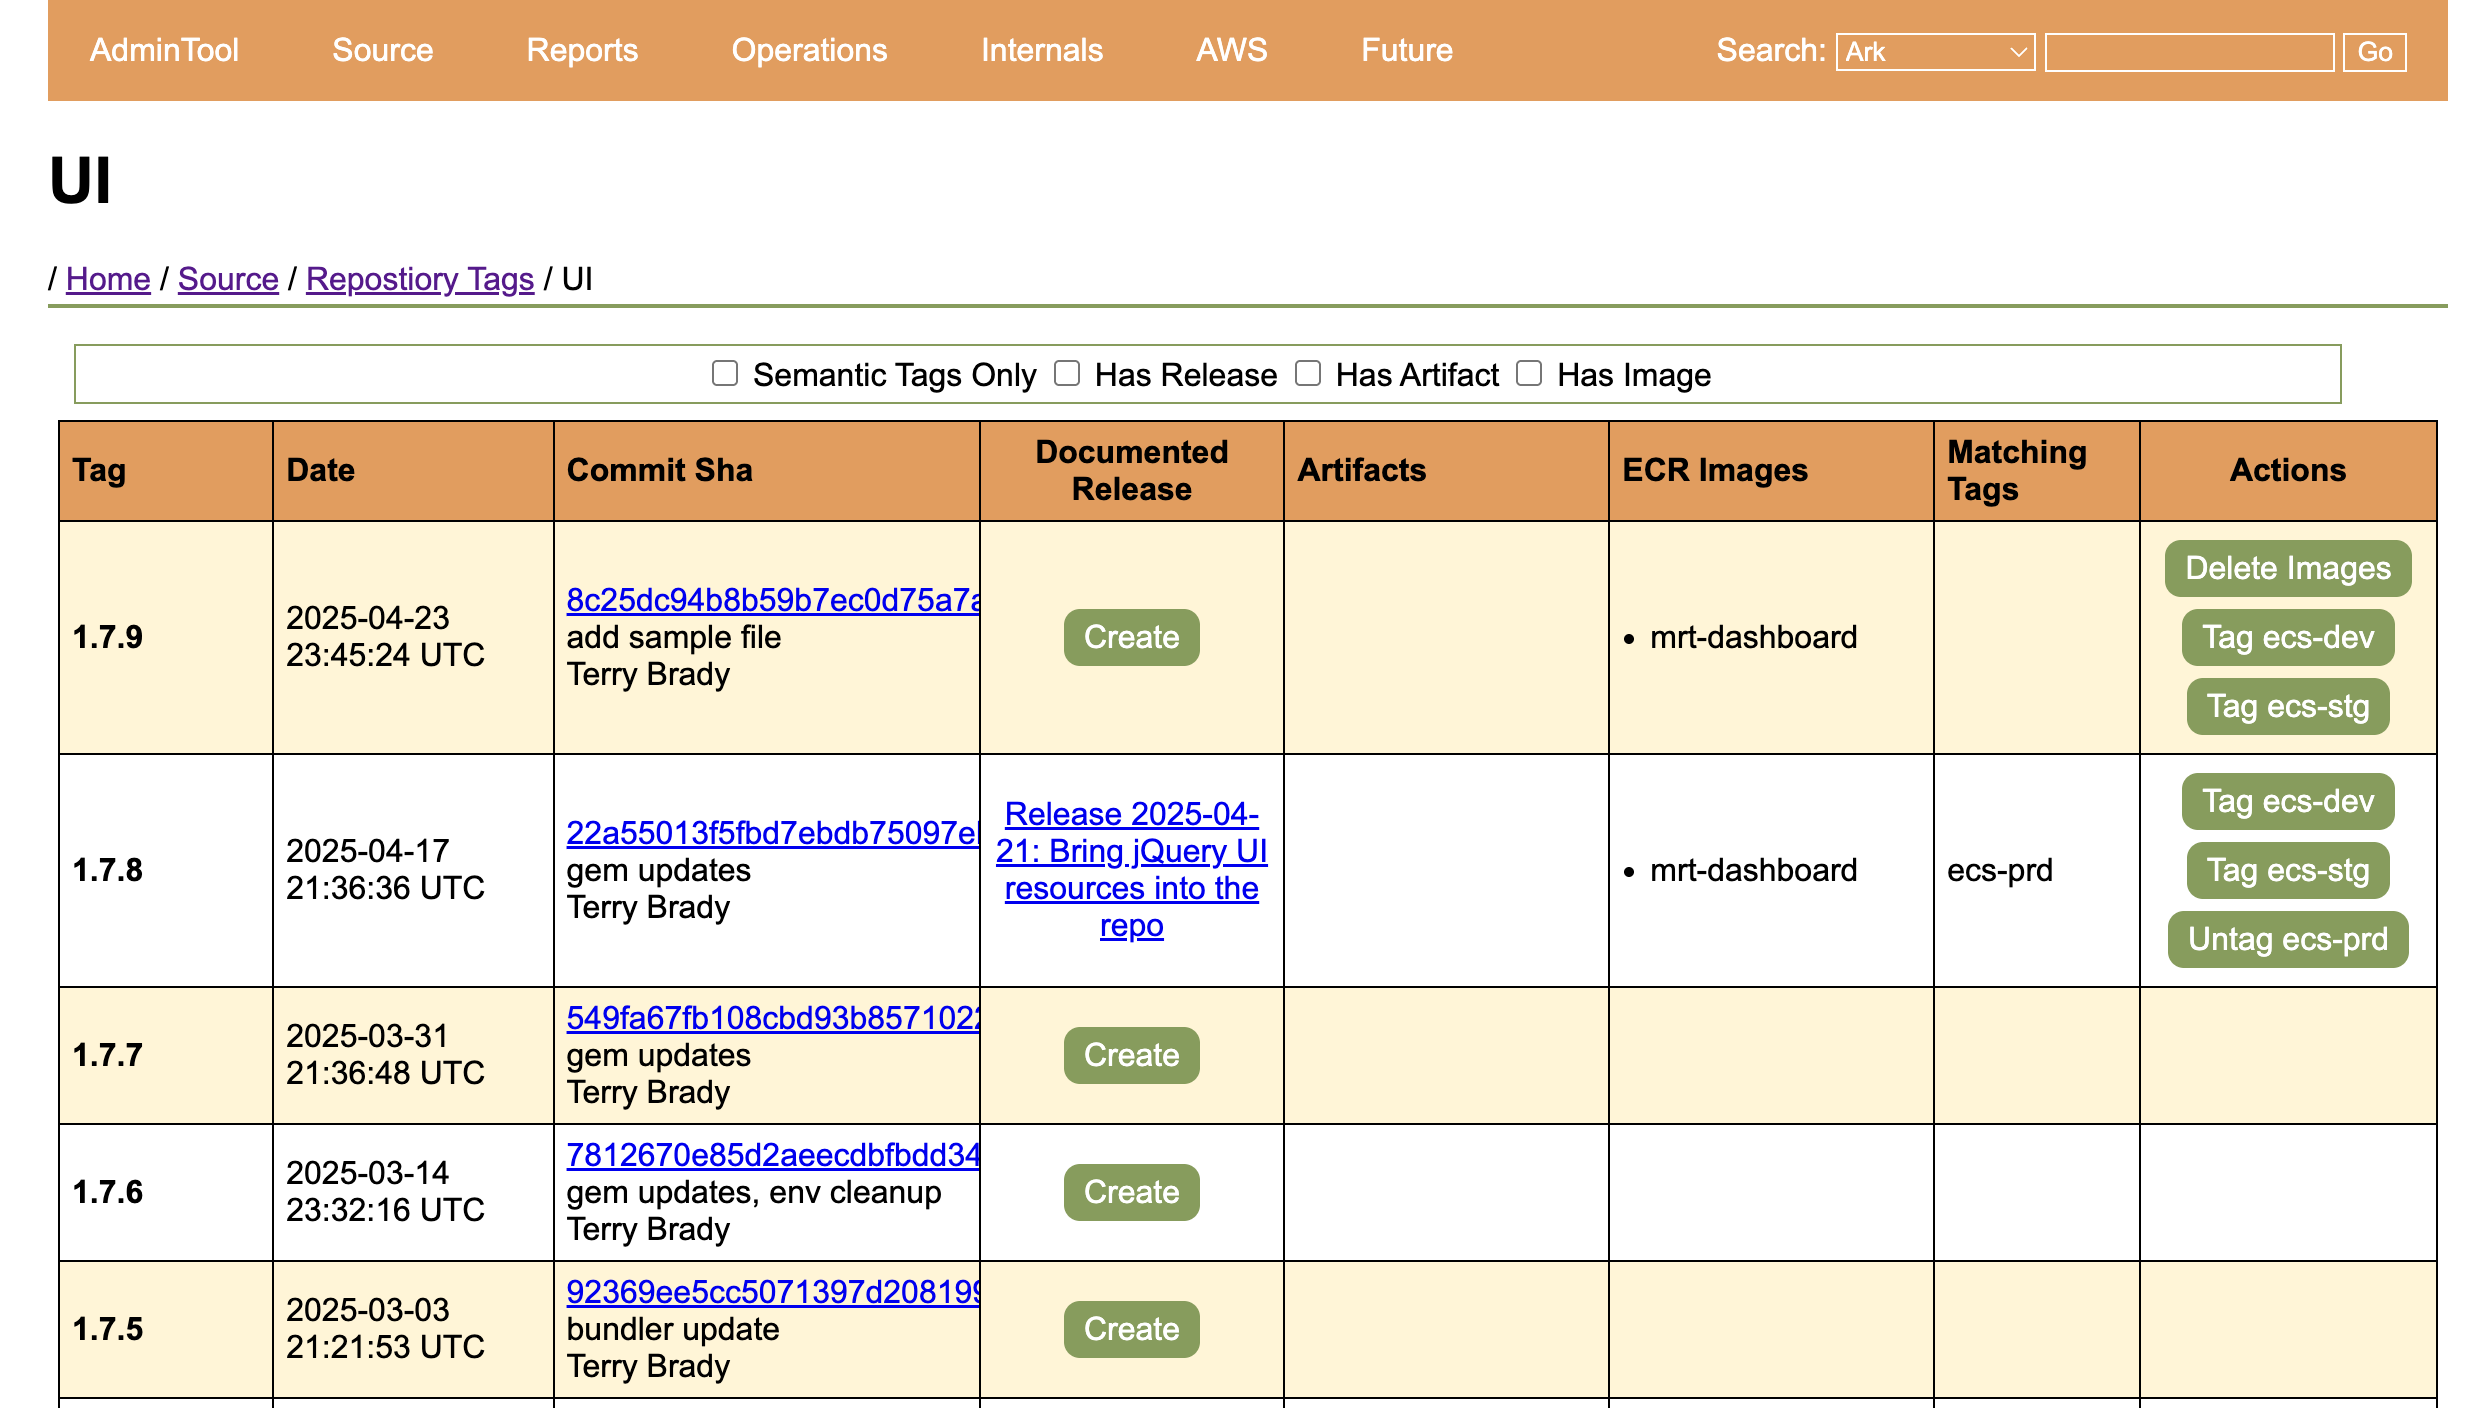 AdminTool Source Reports Operations Internals AWS Future Search: Ark Go
UI
/ Home / Source / Repostiory Tags / UI
Semantic Tags Only Has Release Has Artifact Has Image
Tag Date Commit Sha Documented Release Artifacts ECR Images Matching Tags Actions
1.7.9
2025-04-23
23:45:24 UTC
8c25dc94b8b59b7ec0d75a7a
add sample file
Terry Brady
Create
• mrt-dashboard
Delete Images
Tag ecs-dev
Tag ecs-stg
1.7.8
2025-04-17
21:36:36 UTC
22a55013f5fbd7ebdb75097e
gem updates
Terry Brady
Release 2025-04-
21: Bring jQuery UI
resources into the
repo
• mrt-dashboard
ecs-prd
Tag ecs-dev
Tag ecs-stg
Untag ecs-prd
1.7.7
2025-03-31
21:36:48 UTC
549fa67fb108cbd93b8571022
gem updates
Terry Brady
Create
1.7.6
2025-03-14
23:32:16 UTC
7812670e85d2aeecdbfbdd34
gem updates, env cleanup
Terry Brady
Create
1.7.5
2025-03-03
21:21:53 UTC
92369ee5cc5071397d208199
bundler update
Terry Brady
Create